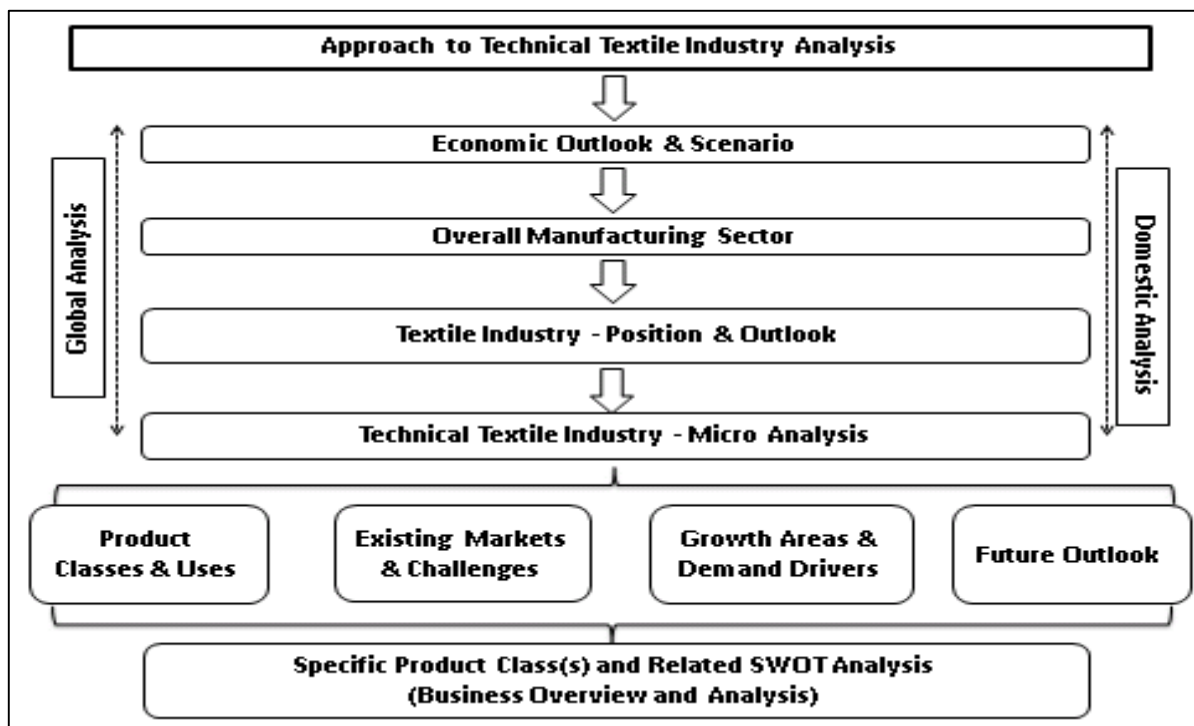 Approach to Technical Textile Industry Analysis
Economic Outlook & Scenario
Overall Manufacturing Sector
Textile Industry - Position & Outlook
Technical Textile Industry - Micro Analysis
Global Analysis
Domestic Analysis
Product
Classes & Uses
Existing Markets
& Challenges
Growth Areas &
Demand Drivers
Future Outlook
Specific Product Class(s) and Related SWOT Analysis
(Business Overview and Analysis)